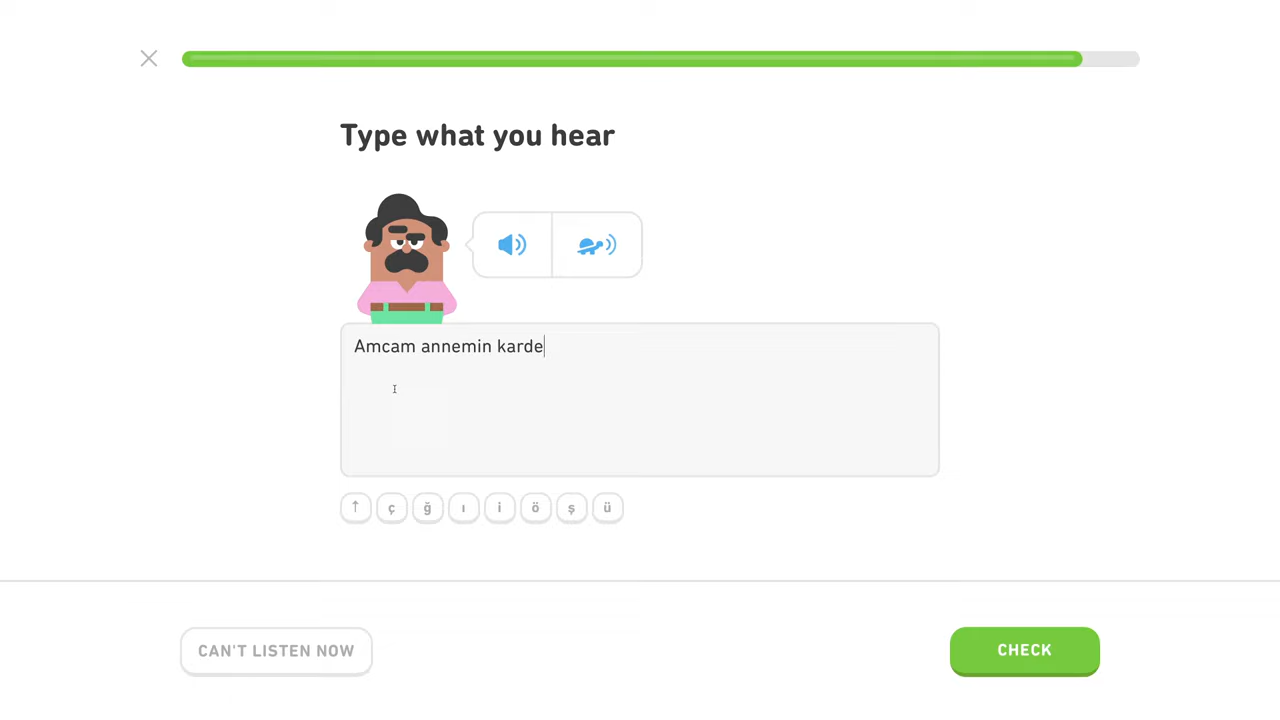 Type what you hear
Amcam annemin karde
↑ ç ğ ı i ö ş ü
CAN'T LISTEN NOW
CHECK